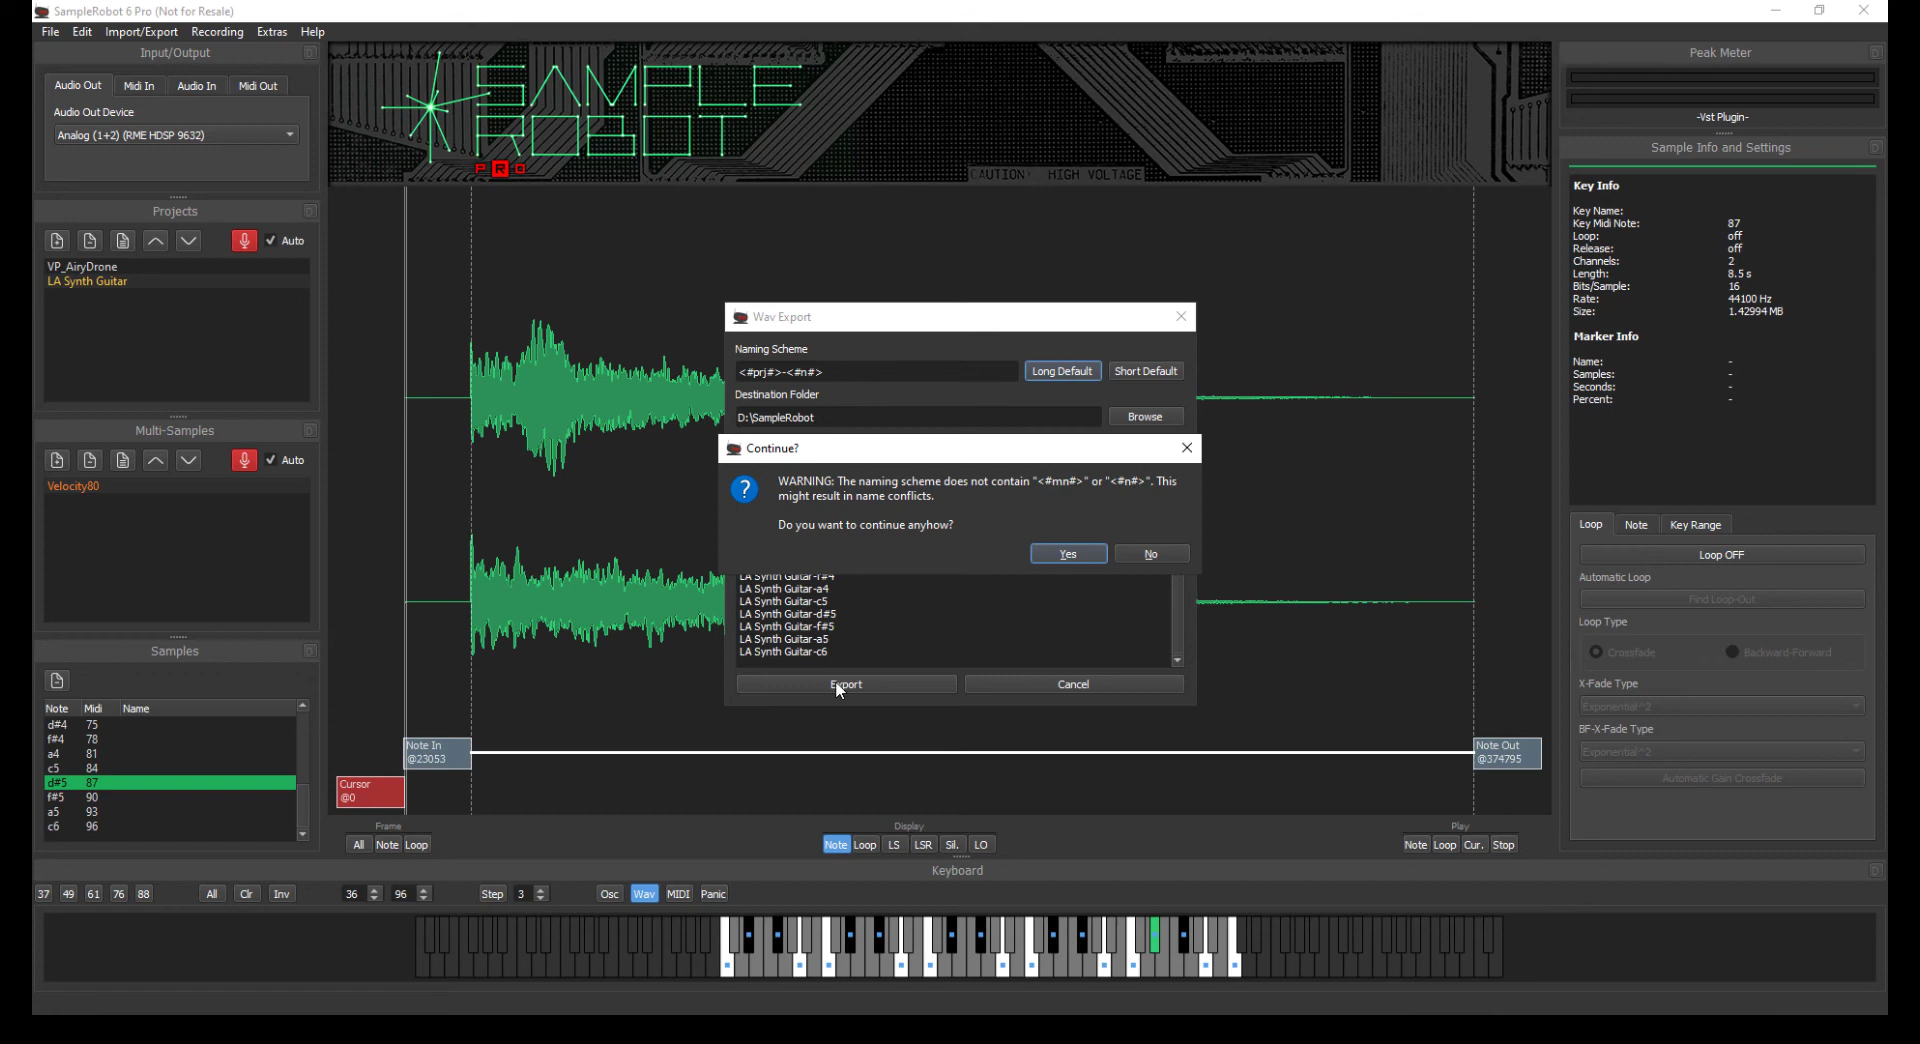 SampleRobot 6 Pro (Not for Resale)
File Edit Import/Export Recording Extras Help
Input/Output
Audio Out Midi In Audio In Midi Out
Audio Out Device
Analog (1+2) (RME HDSP 9632)
Projects
Auto
VP_AiryDrone
LA Synth Guitar
Multi-Samples
Auto
Velocity80
Samples
Note Midi Name
d#4 75
f#4 78
a4 81
c5 84
d#5 87
f#5 90
a5 93
c6 96
SAMPLE
ROBOT
PRO
CAUTION: HIGH VOLTAGE
Wav Export
Naming Scheme
<#prj#>-<#n#>
Long Default Short Default
Destination Folder
D:\SampleRobot
Browse
Continue?
WARNING: The naming scheme does not contain "<#mn#>" or "<#n#>". This
might result in name conflicts.
Do you want to continue anyhow?
Yes No
LA Synth Guitar-f#4
LA Synth Guitar-a4
LA Synth Guitar-c5
LA Synth Guitar-d#5
LA Synth Guitar-f#5
LA Synth Guitar-a5
LA Synth Guitar-c6
Export Cancel
Note In
@23053
Note Out
@374795
Cursor
@0
Frame
All Note Loop
Display
Note Loop LS LSR Sil. LO
Play
Note Loop Cur. Stop
Peak Meter
-Vst Plugin-
Sample Info and Settings
Key Info
Key Name:
Key Midi Note: 87
Loop: off
Release: off
Channels: 2
Length: 8.5 s
Bits/Sample: 16
Rate: 44100 Hz
Size: 1.42994 MB
Marker Info
Name: -
Samples: -
Seconds: -
Percent: -
Loop Note Key Range
Loop OFF
Automatic Loop
Find Loop-Out
Loop Type
Crossfade Backward-Forward
X-Fade Type
Exponential^2
BF-X-Fade Type
Exponential^2
Automatic Gain Crossfade
Keyboard
37 49 61 76 88 All Clr Inv 36 96 Step 3 Osc Wav MIDI Panic